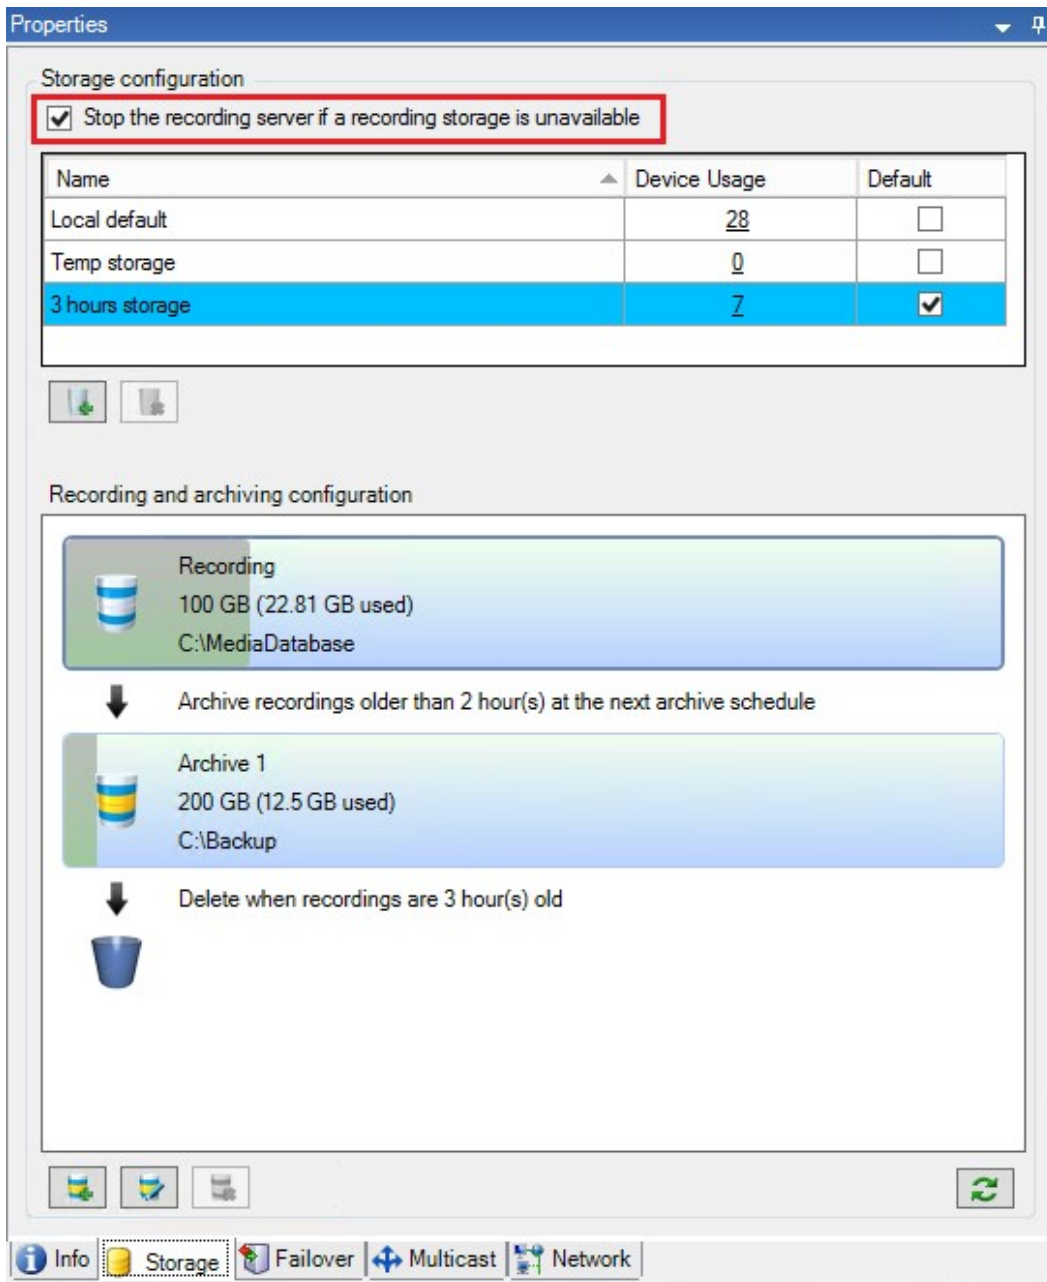 Properties
Storage configuration
Stop the recording server if a recording storage is unavailable
Name Device Usage Default
Local default 28
Temp storage 0
3 hours storage 7
Recording and archiving configuration
Recording
100 GB (22.81 GB used)
C:\MediaDatabase
Archive recordings older than 2 hour(s) at the next archive schedule
Archive 1
200 GB (12.5 GB used)
C:\Backup
Delete when recordings are 3 hour(s) old
Info Storage Failover Multicast Network